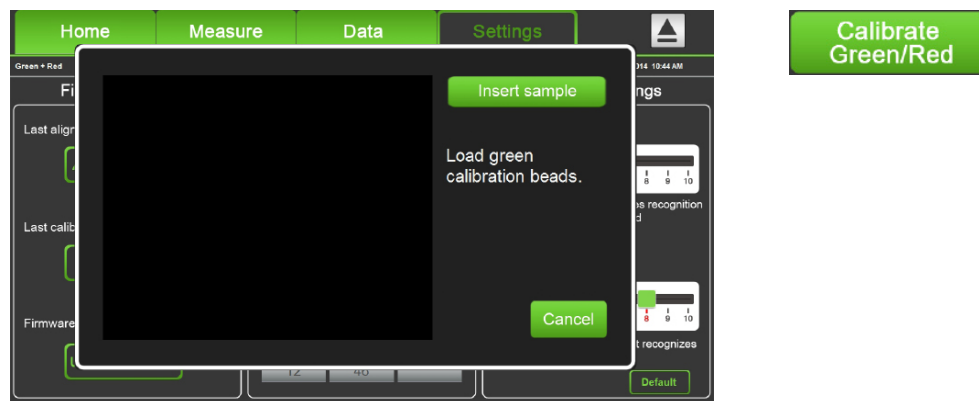 Home Measure Data Settings
Calibrate
Green/Red
Green + Red
014 10:44 AM
Fi
ngs
Insert sample
Last align
Load green
calibration beads.
8 9 10
ns recognition
d
Last calib
Cancel
8 9 10
Firmware
t recognizes
12 48
Default